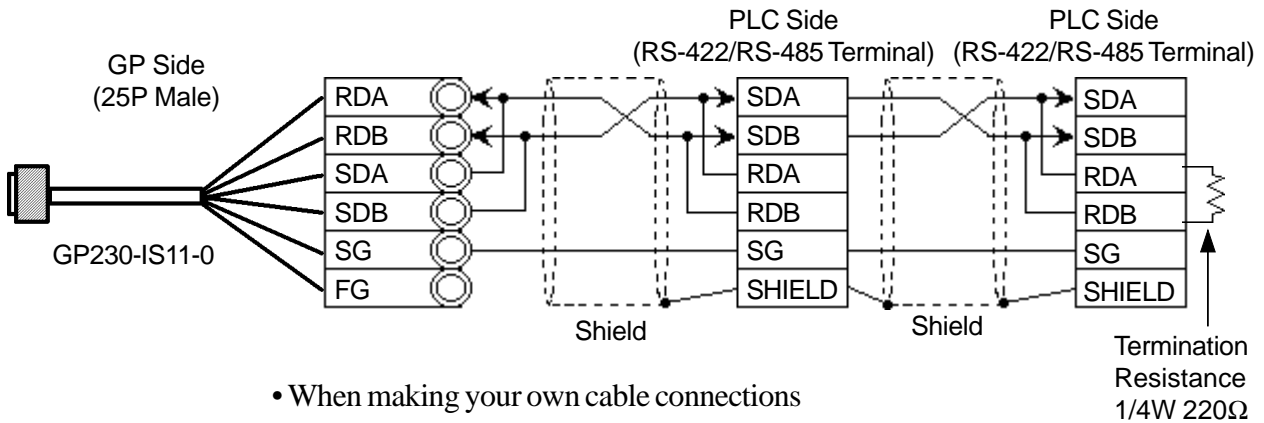 PLC Side
(RS-422/RS-485 Terminal)
PLC Side
(RS-422/RS-485 Terminal)
GP Side
(25P Male)
GP230-IS11-0
RDA
RDB
SDA
SDB
SG
FG
Shield
SDA
SDB
RDA
RDB
SG
SHIELD
Shield
SDA
SDB
RDA
RDB
SG
SHIELD
Termination
Resistance
1/4W 220Ω
• When making your own cable connections